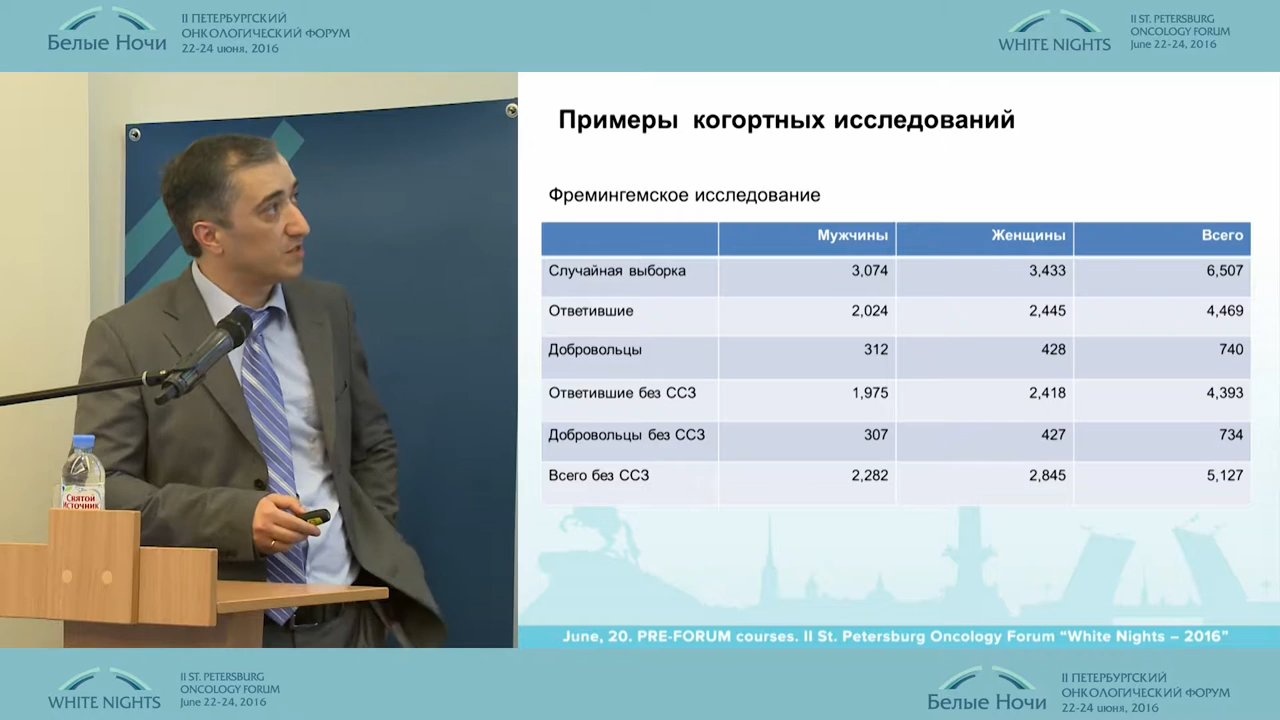 Белые Ночи
II ПЕТЕРБУРГСКИЙ
ОНКОЛОГИЧЕСКИЙ ФОРУМ
22-24 июня, 2016
WHITE NIGHTS
II ST. PETERSBURG
ONCOLOGY FORUM
June 22-24, 2016
Примеры когортных исследований
Фремингемское исследование
Мужчины Женщины Всего
Случайная выборка 3,074 3,433 6,507
Ответившие 2,024 2,445 4,469
Добровольцы 312 428 740
Ответившие без ССЗ 1,975 2,418 4,393
Добровольцы без ССЗ 307 427 734
Всего без ССЗ 2,282 2,845 5,127
СВЯТОЙ
ИСТОЧНИК
June, 20. PRE-FORUM courses. II St. Petersburg Oncology Forum “White Nights – 2016”
WHITE NIGHTS
II ST. PETERSBURG
ONCOLOGY FORUM
June 22-24, 2016
Белые Ночи
II ПЕТЕРБУРГСКИЙ
ОНКОЛОГИЧЕСКИЙ ФОРУМ
22-24 июня, 2016